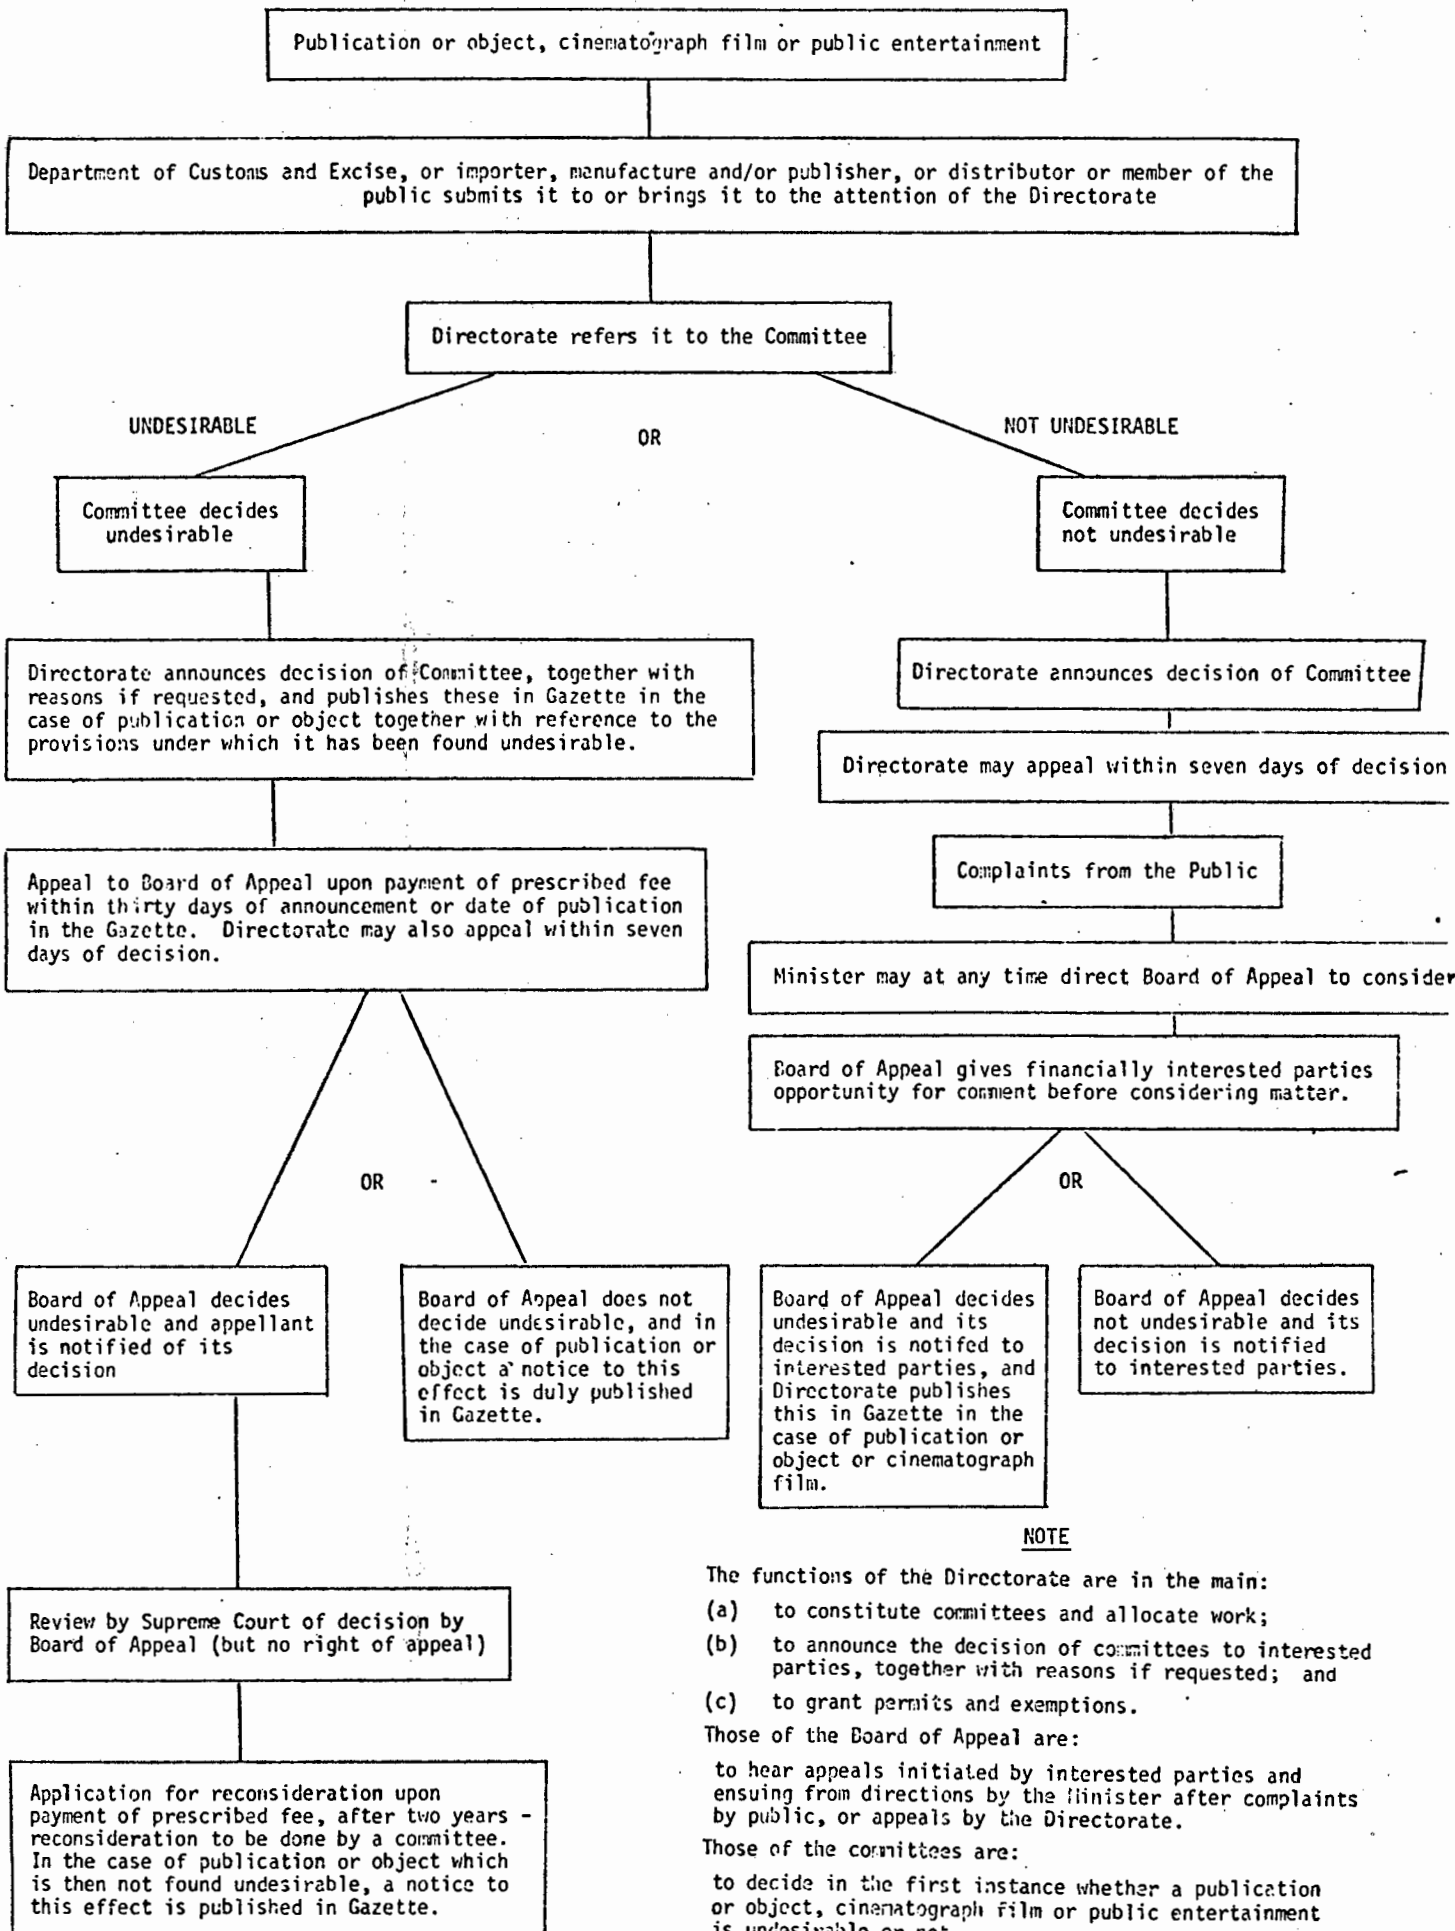 Publication or object, cinematograph film or public entertainment
Department of Customs and Excise, or importer, manufacture and/or publisher, or distributor or member of the
public submits it to or brings it to the attention of the Directorate
Directorate refers it to the Committee
UNDESIRABLE
OR
NOT UNDESIRABLE
Committee decides
undesirable
Committee decides
not undesirable
Directorate announces decision of Committee, together with
reasons if requested, and publishes these in Gazette in the
case of publication or object together with reference to the
provisions under which it has been found undesirable.
Directorate announces decision of Committee
Directorate may appeal within seven days of decision
Complaints from the Public
Appeal to Board of Appeal upon payment of prescribed fee
within thirty days of announcement or date of publication
in the Gazette. Directorate may also appeal within seven
days of decision.
Minister may at any time direct Board of Appeal to consider
Board of Appeal gives financially interested parties
opportunity for comment before considering matter.
OR
OR
Board of Appeal decides
undesirable and appellant
is notified of its
decision
Board of Appeal does not
decide undesirable, and in
the case of publication or
object a notice to this
effect is duly published
in Gazette.
Board of Appeal decides
undesirable and its
decision is notifed to
interested parties, and
Directorate publishes
this in Gazette in the
case of publication or
object or cinematograph
film.
Board of Appeal decides
not undesirable and its
decision is notified
to interested parties.
Review by Supreme Court of decision by
Board of Appeal (but no right of appeal)
Application for reconsideration upon
payment of prescribed fee, after two years -
reconsideration to be done by a committee.
In the case of publication or object which
is then not found undesirable, a notice to
this effect is published in Gazette.
NOTE
The functions of the Directorate are in the main:
(a) to constitute committees and allocate work;
(b) to announce the decision of committees to interested
parties, together with reasons if requested; and
(c) to grant permits and exemptions.
Those of the Board of Appeal are:
to hear appeals initiated by interested parties and
ensuing from directions by the Minister after complaints
by public, or appeals by the Directorate.
Those of the committees are:
to decide in the first instance whether a publication
or object, cinematograph film or public entertainment
is undesirable or not